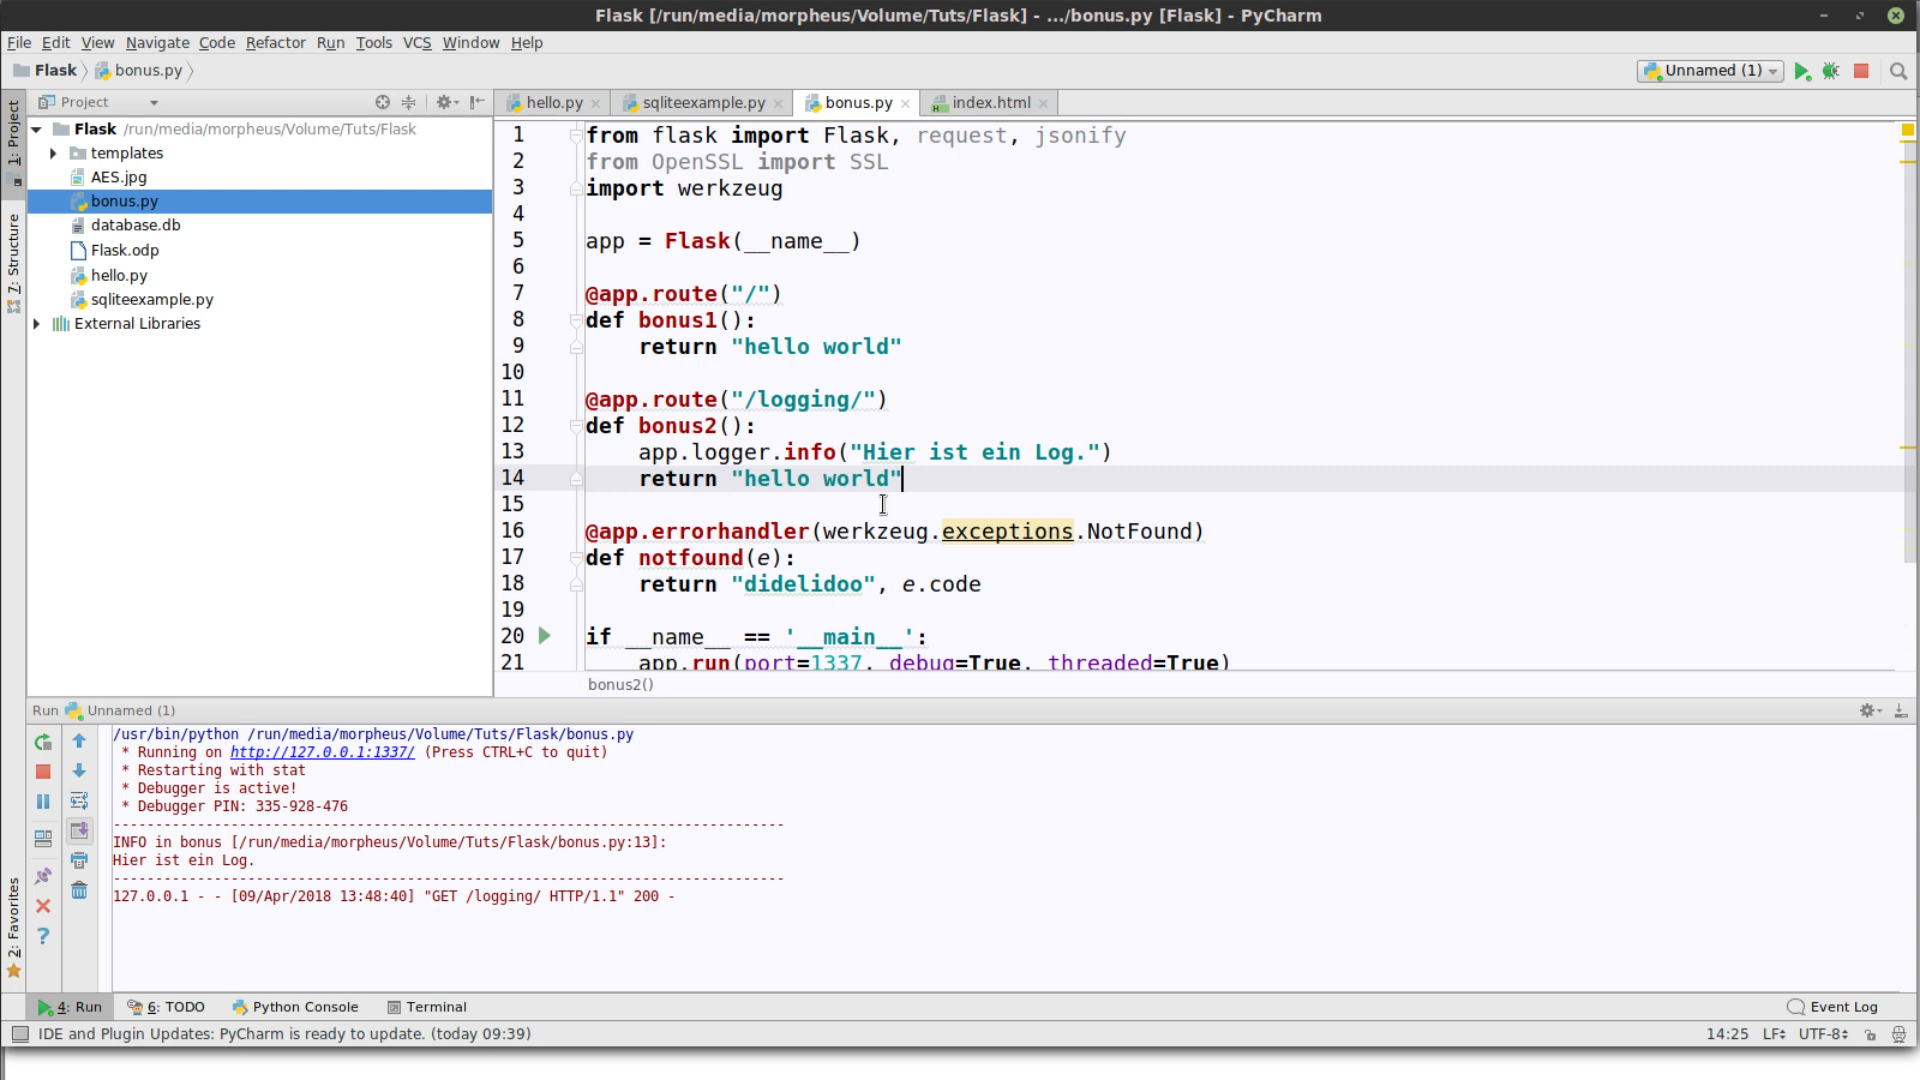 Flask [/run/media/morpheus/Volume/Tuts/Flask] - .../bonus.py [Flask] - PyCharm
File Edit View Navigate Code Refactor Run Tools VCS Window Help
Flask bonus.py
Unnamed (1)
Project
hello.py
sqliteexample.py
bonus.py
index.html
1: Project
7: Structure
2: Favorites
Flask /run/media/morpheus/Volume/Tuts/Flask
templates
AES.jpg
bonus.py
database.db
Flask.odp
hello.py
sqliteexample.py
External Libraries
1 from flask import Flask, request, jsonify
2 from OpenSSL import SSL
3 import werkzeug
4
5 app = Flask(__name__)
6
7 @app.route("/")
8 def bonus1():
9 return "hello world"
10
11 @app.route("/logging/")
12 def bonus2():
13 app.logger.info("Hier ist ein Log.")
14 return "hello world"
15
16 @app.errorhandler(werkzeug.exceptions.NotFound)
17 def notfound(e):
18 return "didelidoo", e.code
19
20 if __name__ == '__main__':
21 app.run(port=1337, debug=True, threaded=True)
bonus2()
Run Unnamed (1)
/usr/bin/python /run/media/morpheus/Volume/Tuts/Flask/bonus.py
* Running on http://127.0.0.1:1337/ (Press CTRL+C to quit)
* Restarting with stat
* Debugger is active!
* Debugger PIN: 335-928-476
--------------------------------------------------------------------------------
INFO in bonus [/run/media/morpheus/Volume/Tuts/Flask/bonus.py:13]:
Hier ist ein Log.
--------------------------------------------------------------------------------
127.0.0.1 - - [09/Apr/2018 13:48:40] "GET /logging/ HTTP/1.1" 200 -
4: Run 6: TODO Python Console Terminal Event Log
IDE and Plugin Updates: PyCharm is ready to update. (today 09:39) 14:25 LF UTF-8